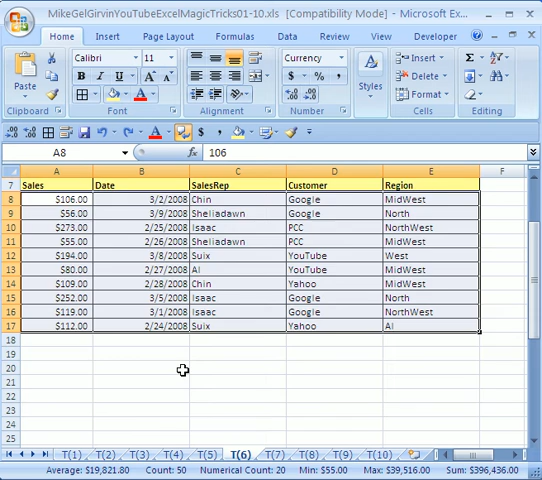 MikeGelGirvinYouTubeExcelMagicTricks01-10.xls [Compatibility Mode] - Microsoft Ex...
Home Insert Page Layout Formulas Data Review View Developer
Calibri 11 Currency
Paste
B I U A A
$ % ,
Styles
Insert
Delete
Format
Σ
Clipboard Font Alignment Number Cells Editing
A8 fx 106
A B C D E F
7 Sales Date SalesRep Customer Region
8 $106.00 3/2/2008 Chin Google MidWest
9 $56.00 3/9/2008 Sheliadawn Google North
10 $273.00 2/25/2008 Isaac PCC NorthWest
11 $55.00 2/26/2008 Sheliadawn PCC MidWest
12 $194.00 3/8/2008 Suix YouTube West
13 $80.00 2/27/2008 Al YouTube MidWest
14 $109.00 2/28/2008 Chin Yahoo MidWest
15 $252.00 3/5/2008 Isaac Google North
16 $119.00 3/1/2008 Isaac Google NorthWest
17 $112.00 2/24/2008 Suix Yahoo Al
18
19
20
21
22
23
24
25
T(1) T(2) T(3) T(4) T(5) T(6) T(7) T(8) T(9) T(10)
Average: $19,821.80 Count: 50 Numerical Count: 20 Min: $55.00 Max: $39,516.00 Sum: $396,436.00